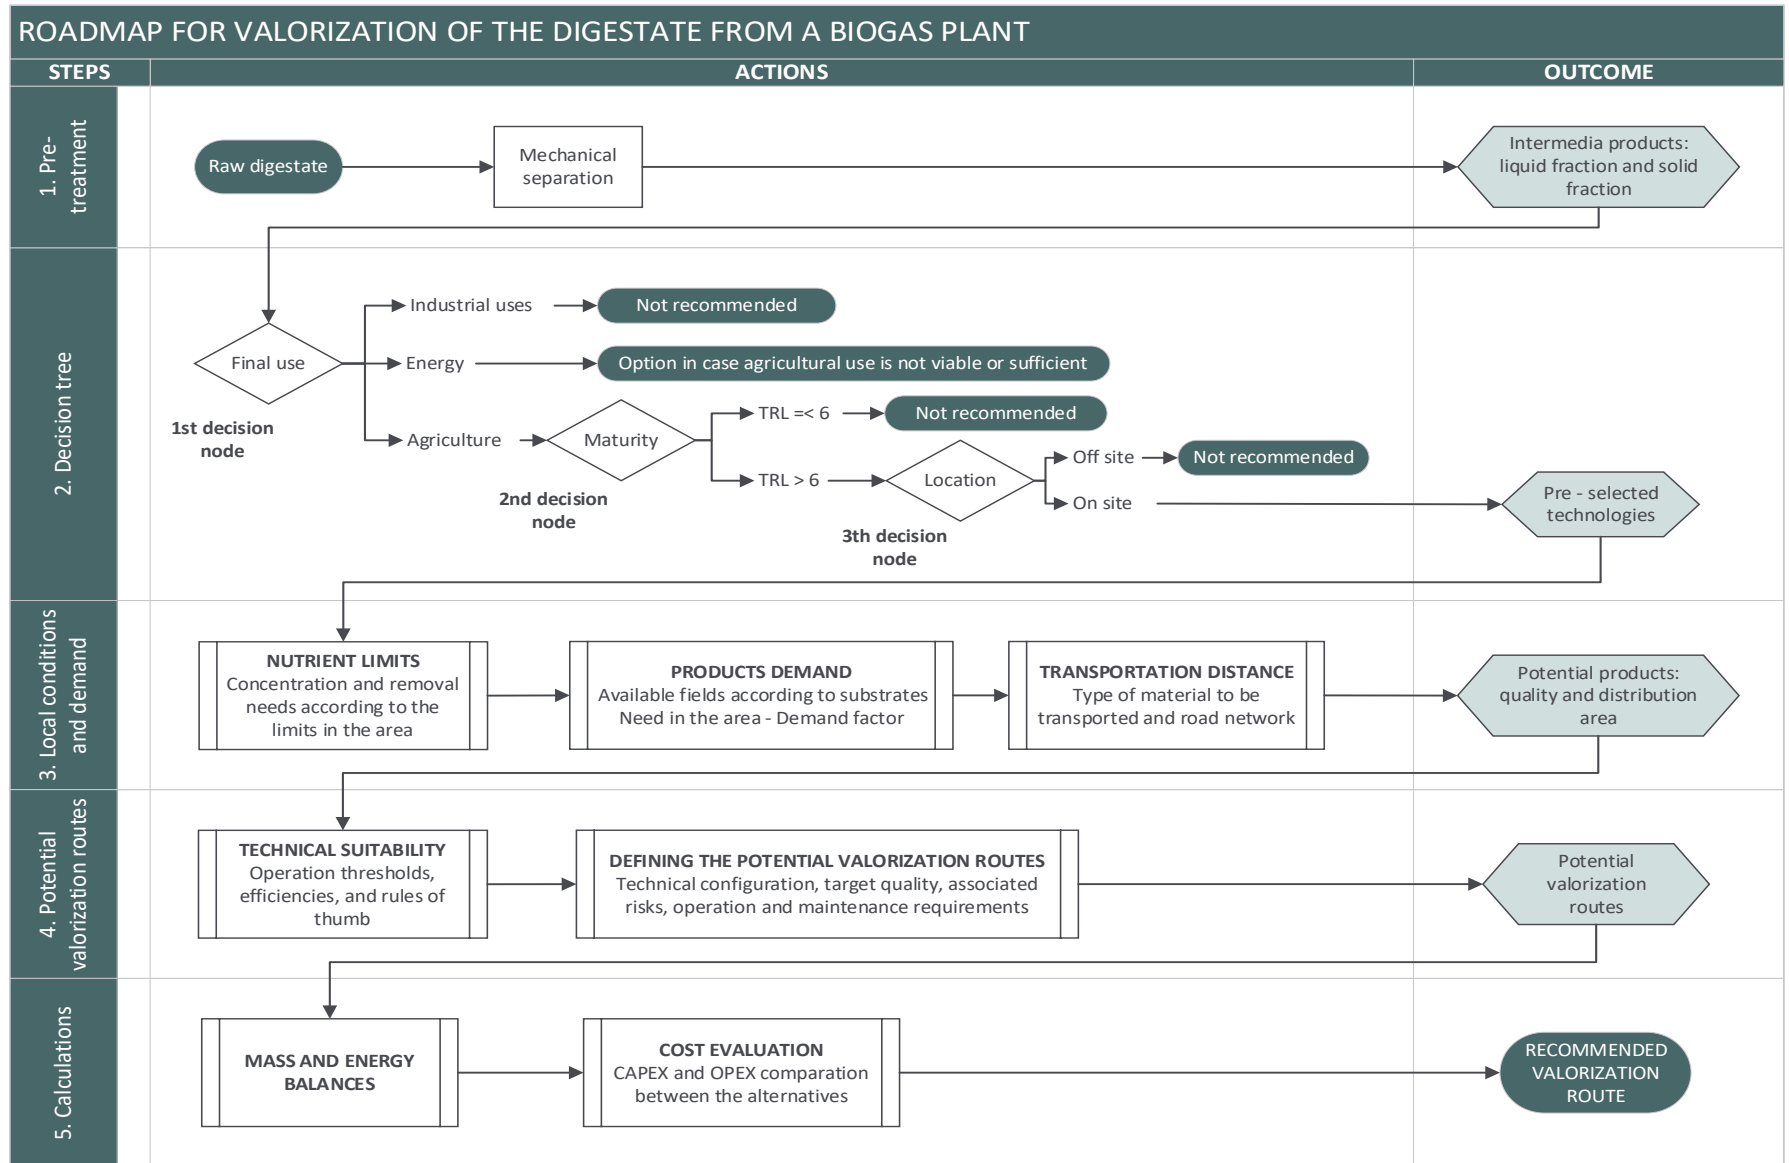 ROADMAP FOR VALORIZATION OF THE DIGESTATE FROM A BIOGAS PLANT
STEPS
ACTIONS
OUTCOME
1. Pre-
treatment
Raw digestate
Mechanical
separation
Intermedia products:
liquid fraction and solid
fraction
2. Decision tree
Final use
1st decision
node
Industrial uses
Not recommended
Energy
Option in case agricultural use is not viable or sufficient
Agriculture
Maturity
2nd decision
node
TRL =< 6
Not recommended
TRL > 6
Location
3th decision
node
Off site
Not recommended
On site
Pre - selected
technologies
3. Local conditions
and demand
NUTRIENT LIMITS
Concentration and removal
needs according to the
limits in the area
PRODUCTS DEMAND
Available fields according to substrates
Need in the area - Demand factor
TRANSPORTATION DISTANCE
Type of material to be
transported and road network
Potential products:
quality and distribution
area
4. Potential
valorization routes
TECHNICAL SUITABILITY
Operation thresholds,
efficiencies, and rules of
thumb
DEFINING THE POTENTIAL VALORIZATION ROUTES
Technical configuration, target quality, associated
risks, operation and maintenance requirements
Potential
valorization
routes
5. Calculations
MASS AND ENERGY
BALANCES
COST EVALUATION
CAPEX and OPEX comparation
between the alternatives
RECOMMENDED
VALORIZATION
ROUTE